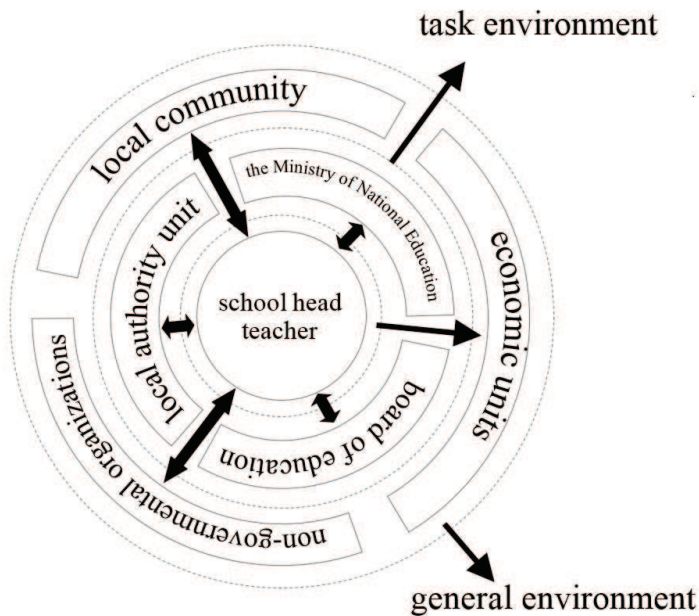 task environment
local community
the Ministry of National Education
local authority unit
economic units
school head
teacher
board of education
non-governmental organizations
general environment